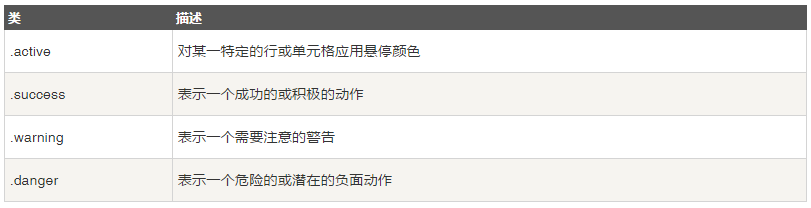 类 描述
.active 对某一特定的行或单元格应用悬停颜色
.success 表示一个成功的或积极的动作
.warning 表示一个需要注意的警告
.danger 表示一个危险的或潜在的负面动作